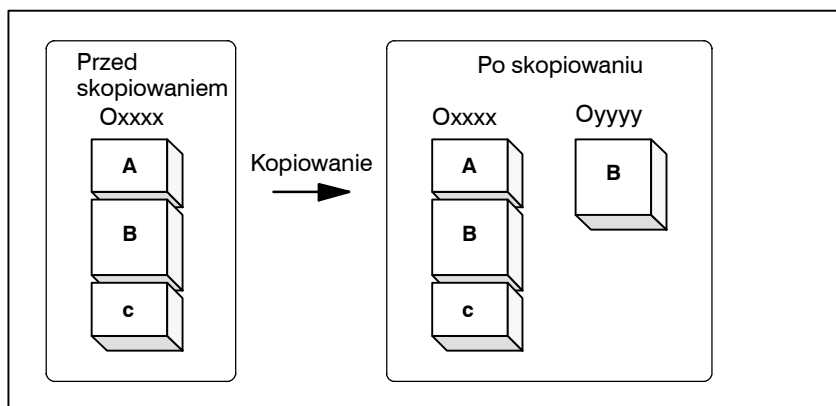 Przed
skopiowaniem
Oxxxx
A
B
c
Kopiowanie
Po skopiowaniu
Oxxxx
A
B
c
Oyyyy
B